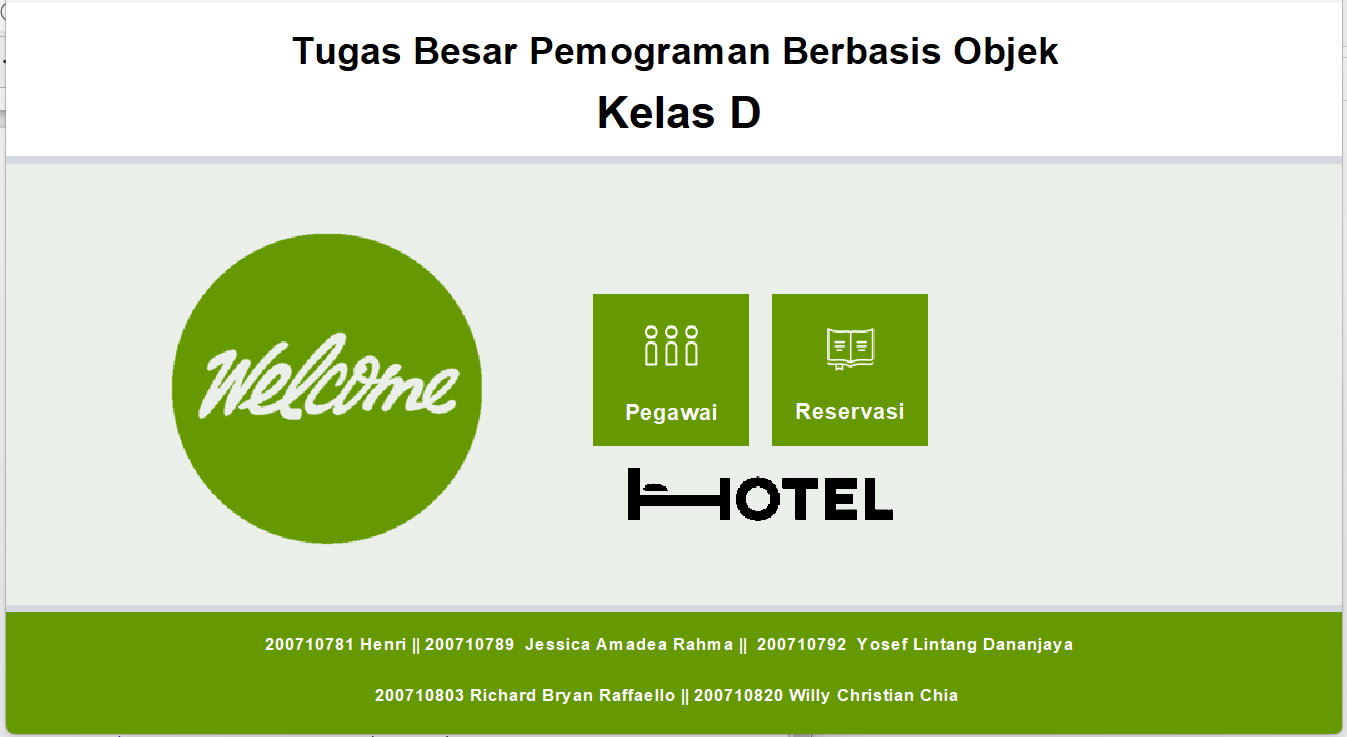 Tugas Besar Pemograman Berbasis Objek
Kelas D
Welcome
Pegawai
Reservasi
HOTEL
200710781 Henri || 200710789 Jessica Amadea Rahma || 200710792 Yosef Lintang Dananjaya
200710803 Richard Bryan Raffaello || 200710820 Willy Christian Chia